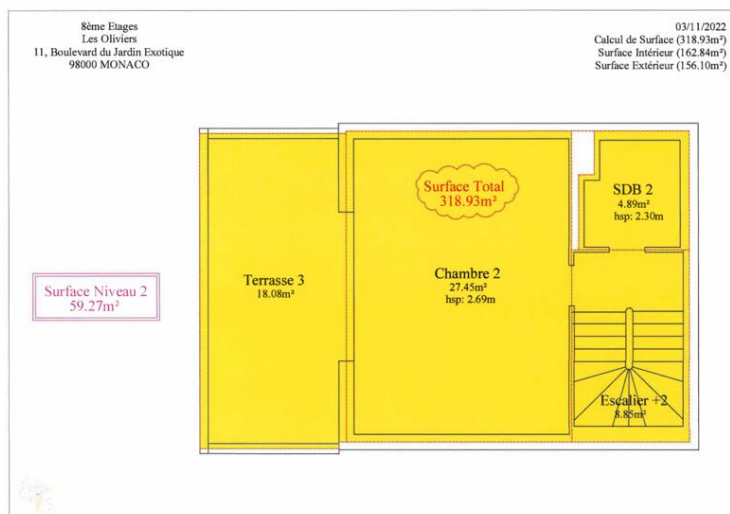 8ème Etages
Les Oliviers
11, Boulevard du Jardin Exotique
98000 MONACO
03/11/2022
Calcul de Surface (318.93m²)
Surface Intérieur (162.84m²)
Surface Extérieur (156.10m²)
Surface Total
318.93m²
SDB 2
4.89m²
hsp: 2.30m
Terrasse 3
18.08m²
Chambre 2
27.45m²
hsp: 2.69m
Surface Niveau 2
59.27m²
Escalier +2
8.85m²